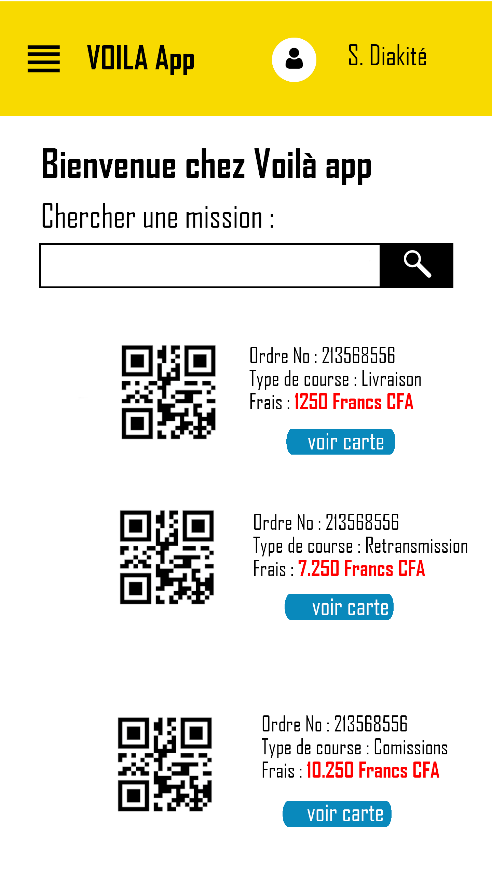 VOILA App
S. Diakité
Bienvenue chez Voilà app
Chercher une mission :
Ordre No : 213568556
Type de course : Livraison
Frais : 1250 Francs CFA
voir carte
Ordre No : 213568556
Type de course : Retransmission
Frais : 7.250 Francs CFA
voir carte
Ordre No : 213568556
Type de course : Comissions
Frais : 10.250 Francs CFA
voir carte